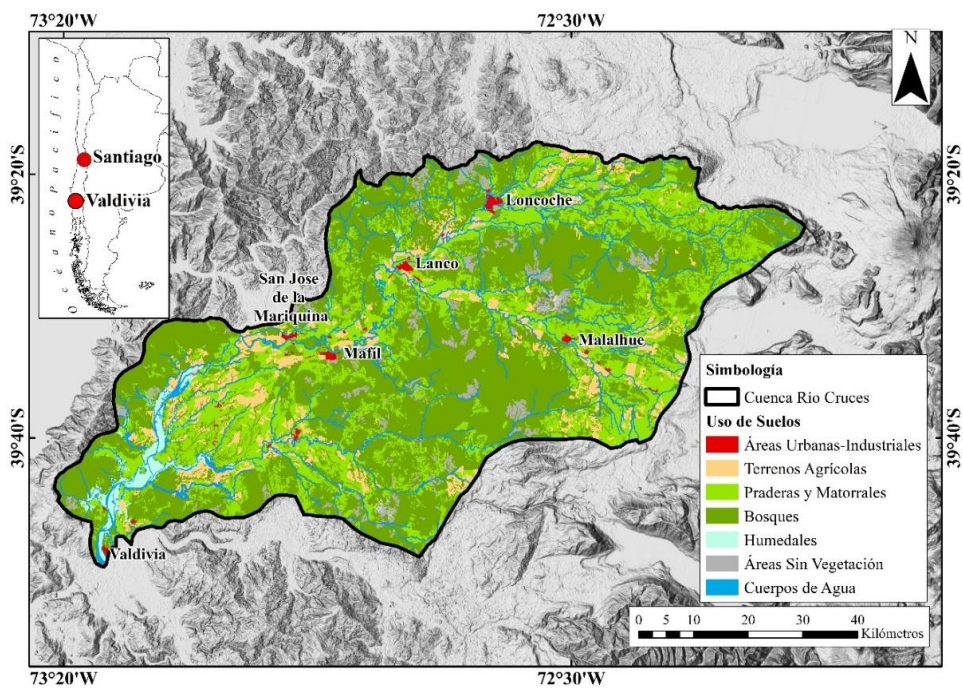 73°20'W
72°30'W
N
Océano Pacífico
Santiago
Valdivia
39°20'S
39°20'S
Loncoche
Lanco
San Jose
de la
Mariquina
Mafil
Malalhue
Valdivia
39°40'S
39°40'S
Simbología
Cuenca Río Cruces
Uso de Suelos
Áreas Urbanas-Industriales
Terrenos Agrícolas
Praderas y Matorrales
Bosques
Humedales
Áreas Sin Vegetación
Cuerpos de Agua
0 5 10 20 30 40
Kilómetros
73°20'W
72°30'W